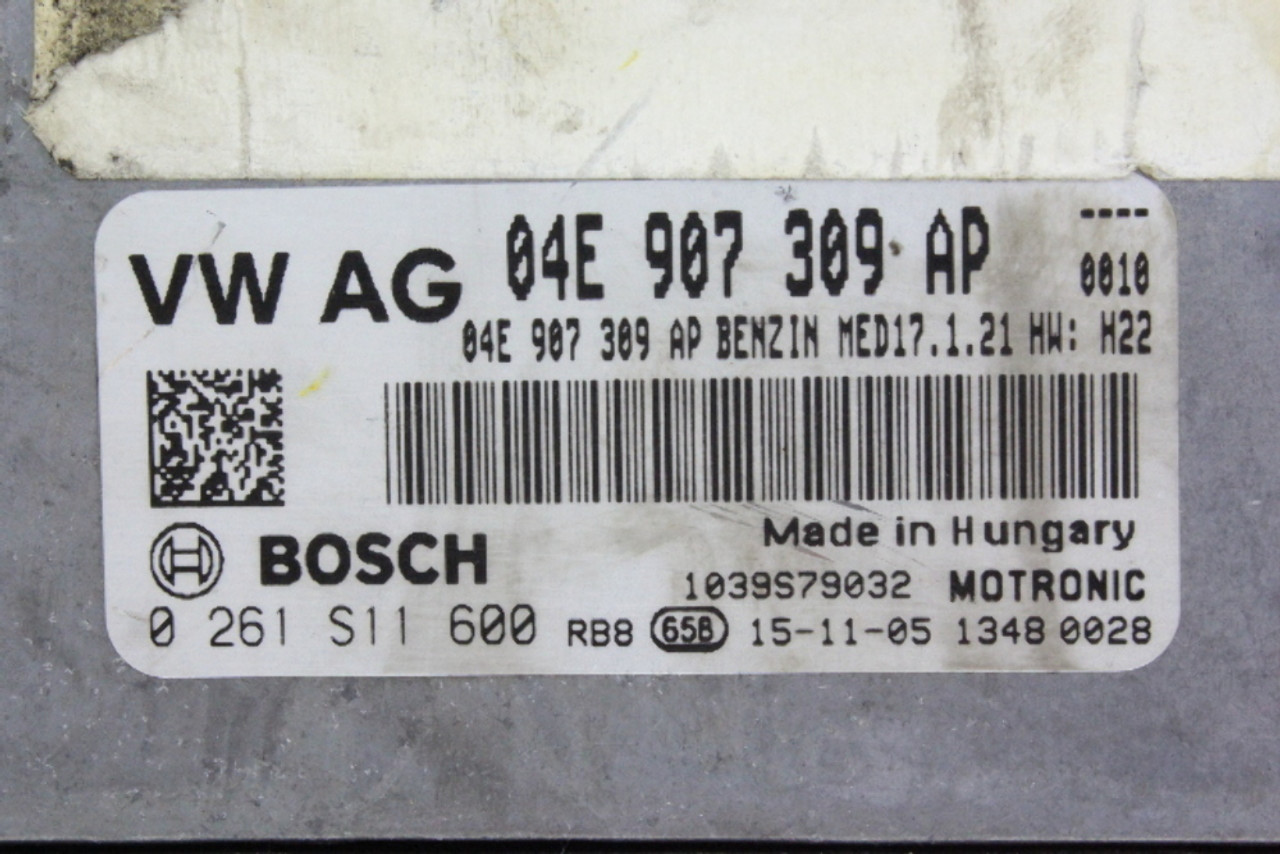 VW AG 04E 907 309 AP ----
0010
04E 907 309 AP BENZIN MED17.1.21 HW: H22
Made in Hungary
BOSCH 1039S79032 MOTRONIC
0 261 S11 600 RB8 65B 15-11-05 1348 0028